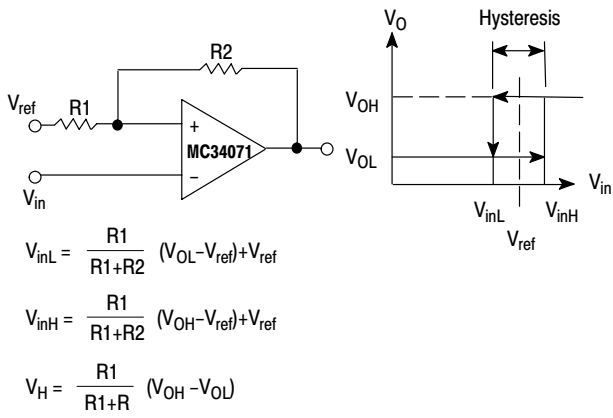 Hysteresis
V_O
R2
V_ref
R1
V_OH
+
MC34071
V_OL
−
V_in
V_in
V_inL
V_inH
V_ref
V_inL = R1 / R1+R2 (V_OL–V_ref)+V_ref
V_inH = R1 / R1+R2 (V_OH–V_ref)+V_ref
V_H = R1 / R1+R (V_OH –V_OL)